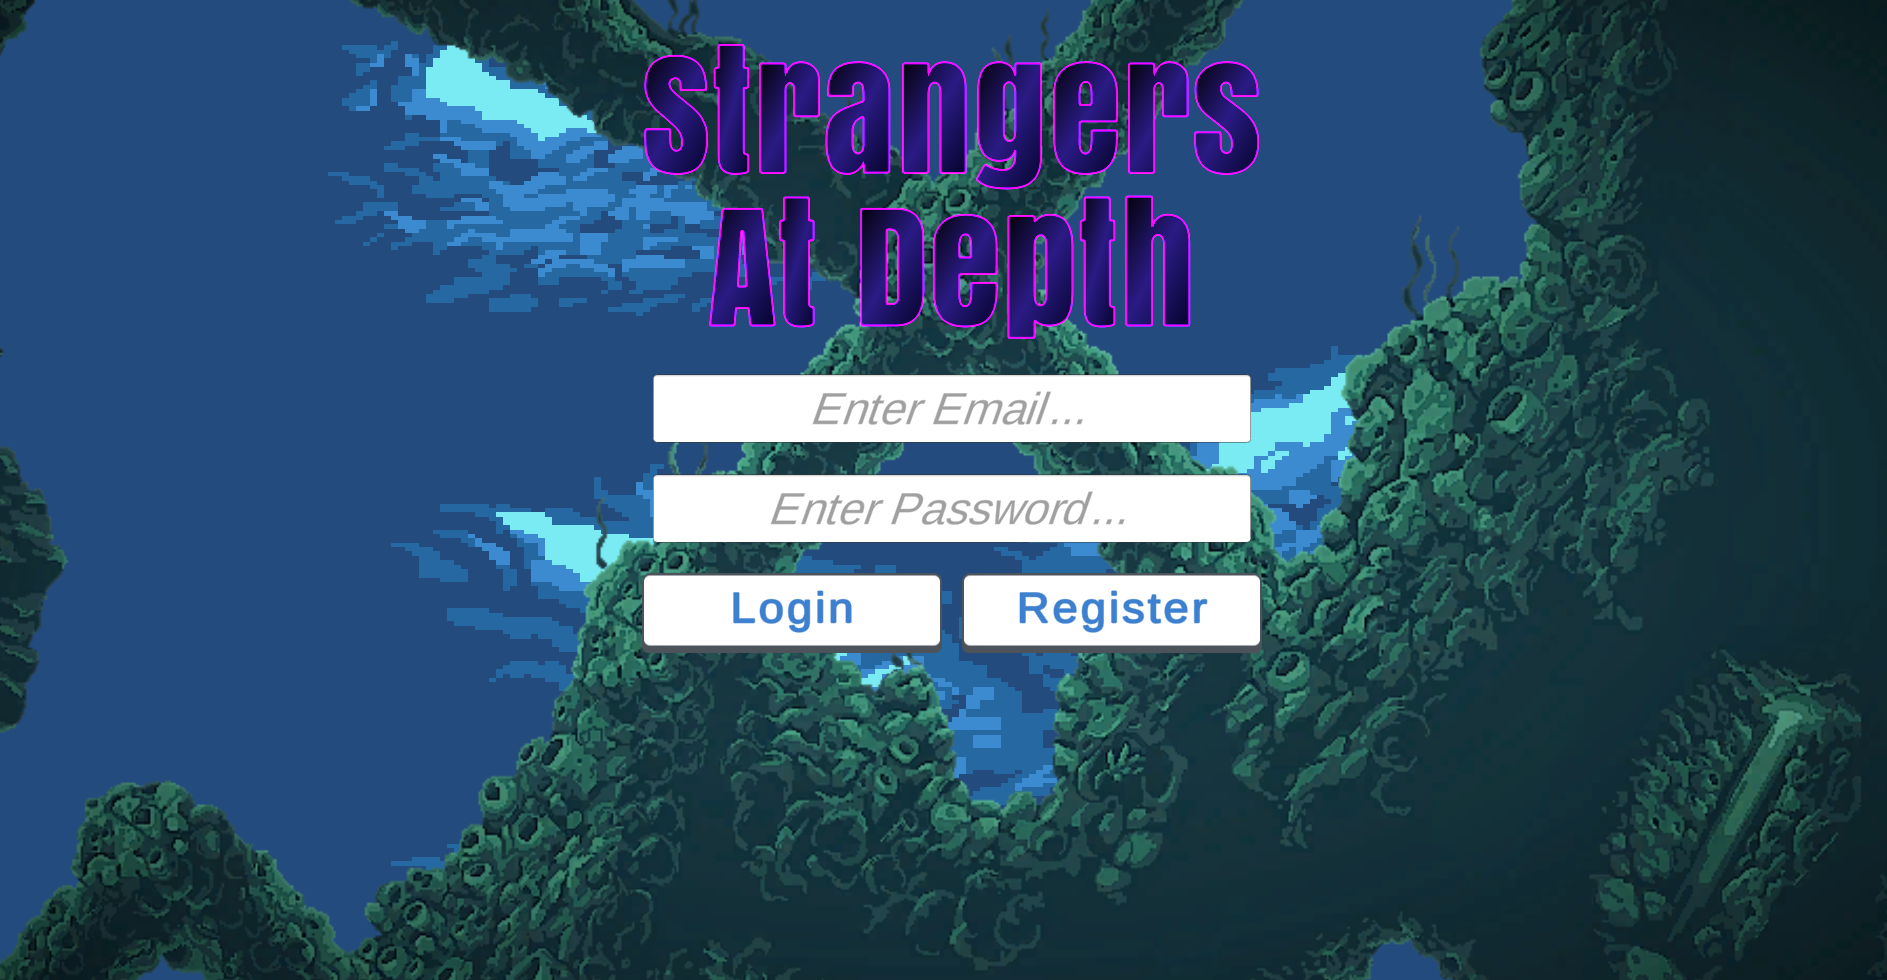 Strangers
At Depth
Enter Email...
Enter Password...
Login
Register